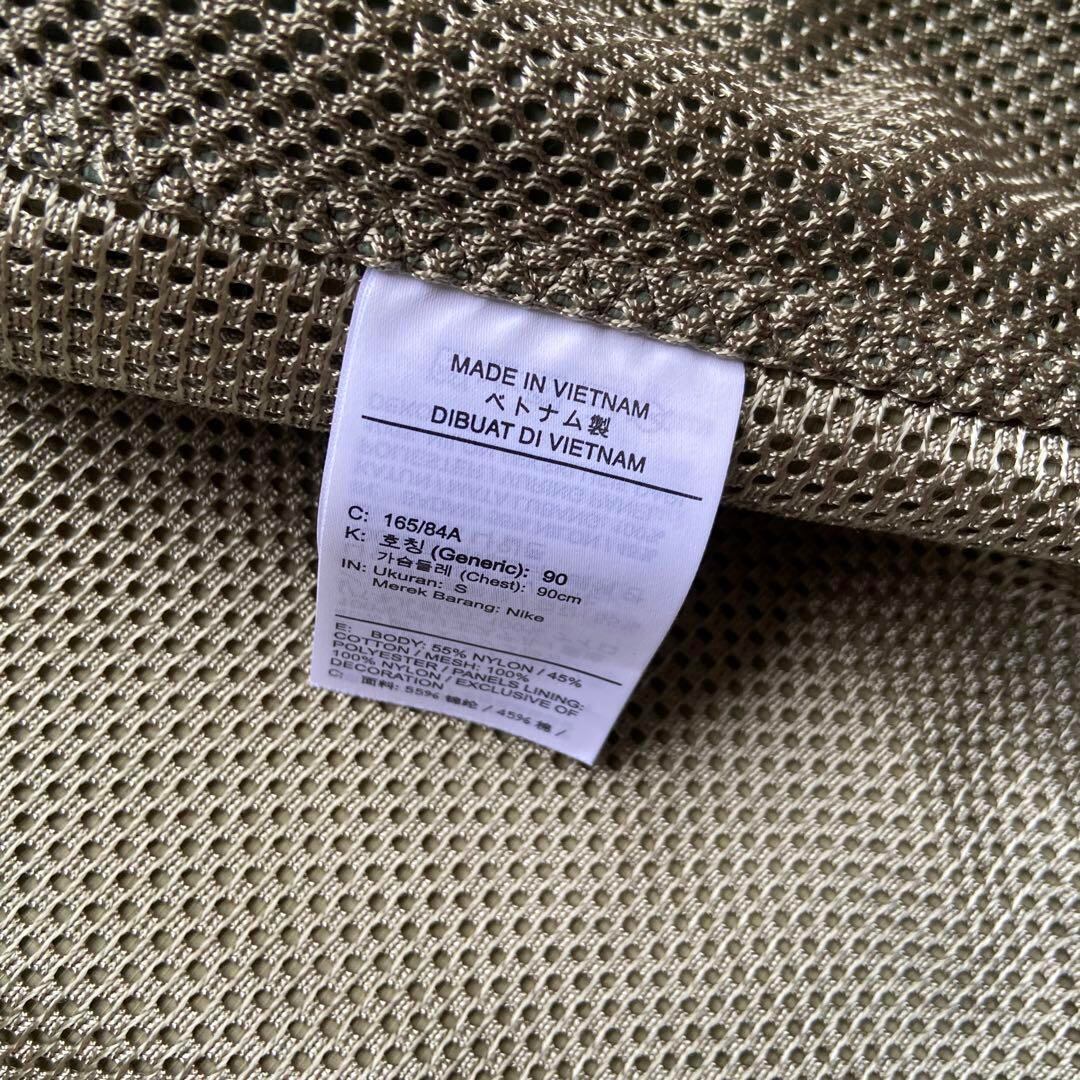 MADE IN VIETNAM
ベトナム製
DIBUAT DI VIETNAM
C: 165/84A
K: 호칭 (Generic): 90
가슴둘레 (Chest): 90cm
IN: Ukuran: S
Merek Barang: Nike
E: BODY: 55% NYLON / 45%
COTTON / MESH: 100%
POLYESTER / PANELS LINING:
100% NYLON / EXCLUSIVE OF
DECORATION
C: 面料: 55% 锦纶 / 45% 棉 /